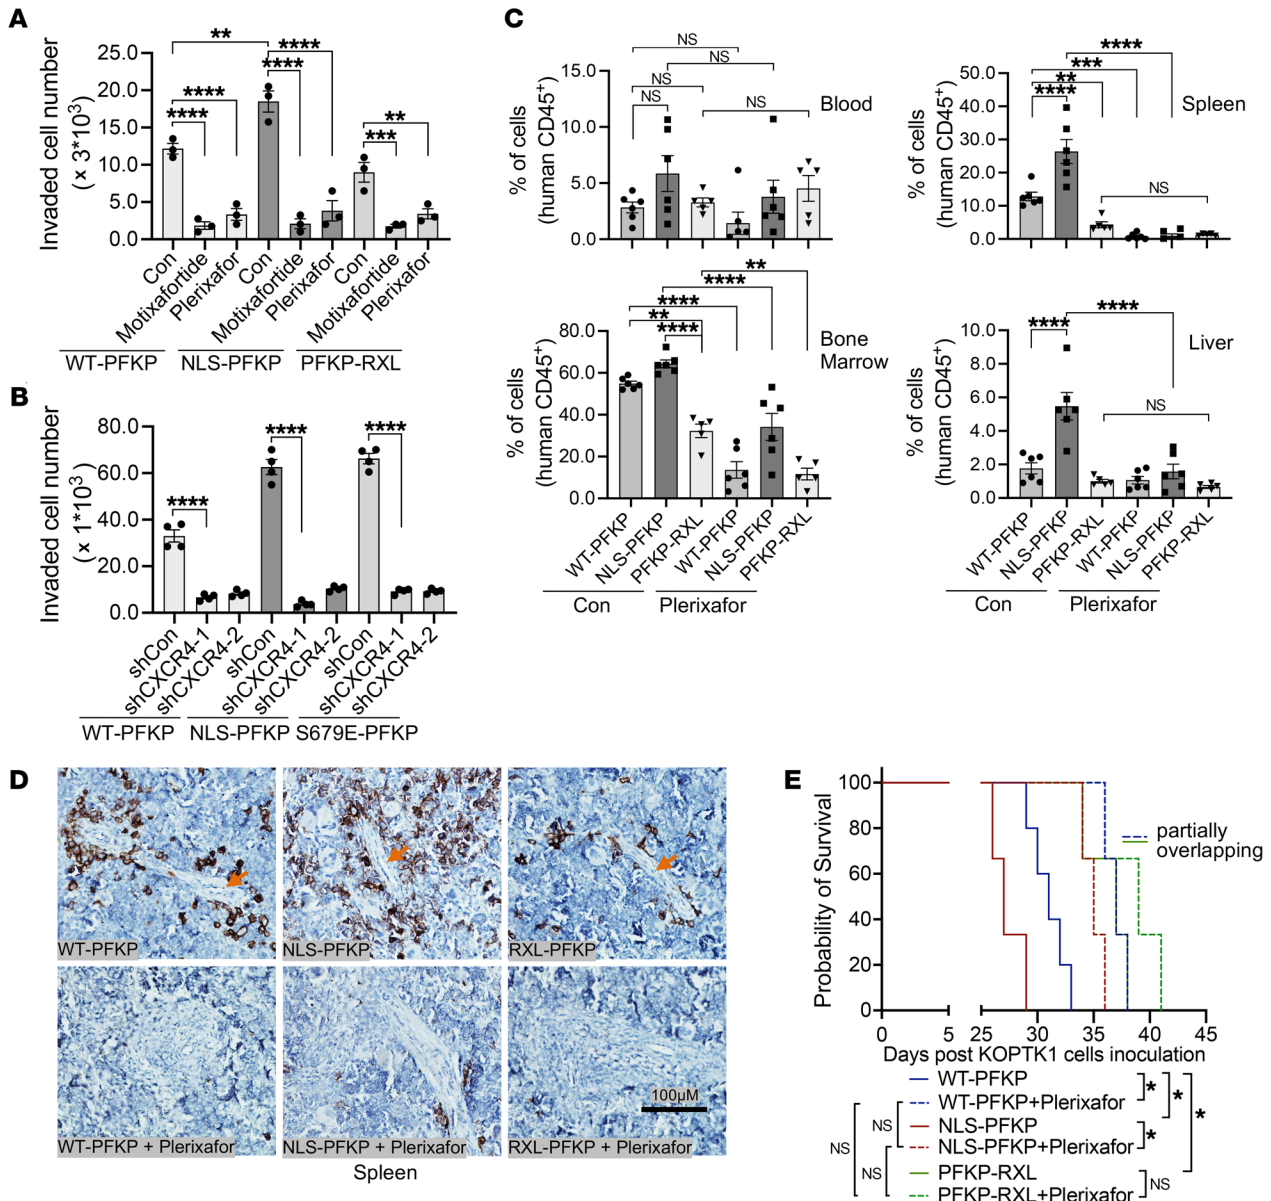 A
Invaded cell number
(x 3*10³)
25.0
20.0
15.0
10.0
5.0
0.0
**
****
****
****
****
**
***
Con
Motixafortide
Plerixafor
Con
Motixafortide
Plerixafor
Con
Motixafortide
Plerixafor
WT-PFKP
NLS-PFKP
PFKP-RXL
B
Invaded cell number
(x 1*10³)
80.0
60.0
40.0
20.0
0.0
****
****
****
shCon
shCXCR4-1
shCXCR4-2
shCon
shCXCR4-1
shCXCR4-2
shCon
shCXCR4-1
shCXCR4-2
WT-PFKP
NLS-PFKP
S679E-PFKP
C
% of cells
(human CD45⁺)
15.0
10.0
5.0
0.0
NS
NS
NS
NS
NS
Blood
% of cells
(human CD45⁺)
50.0
40.0
30.0
20.0
10.0
0.0
****
***
**
****
NS
Spleen
% of cells
(human CD45⁺)
80.0
60.0
40.0
20.0
0.0
**
****
****
**
****
Bone
Marrow
WT-PFKP
NLS-PFKP
PFKP-RXL
WT-PFKP
NLS-PFKP
PFKP-RXL
Con
Plerixafor
% of cells
(human CD45⁺)
10.0
8.0
6.0
4.0
2.0
0.0
****
****
NS
Liver
WT-PFKP
NLS-PFKP
PFKP-RXL
WT-PFKP
NLS-PFKP
PFKP-RXL
Con
Plerixafor
D
WT-PFKP
NLS-PFKP
RXL-PFKP
WT-PFKP + Plerixafor
NLS-PFKP + Plerixafor
100µM
RXL-PFKP + Plerixafor
Spleen
E
Probability of Survival
100
80
60
40
20
0
0
5
25
30
35
40
45
partially
overlapping
Days post KOPTK1 cells inoculation
WT-PFKP
WT-PFKP+Plerixafor
NLS-PFKP
NLS-PFKP+Plerixafor
PFKP-RXL
PFKP-RXL+Plerixafor
*
*
*
*
NS
NS
NS
NS